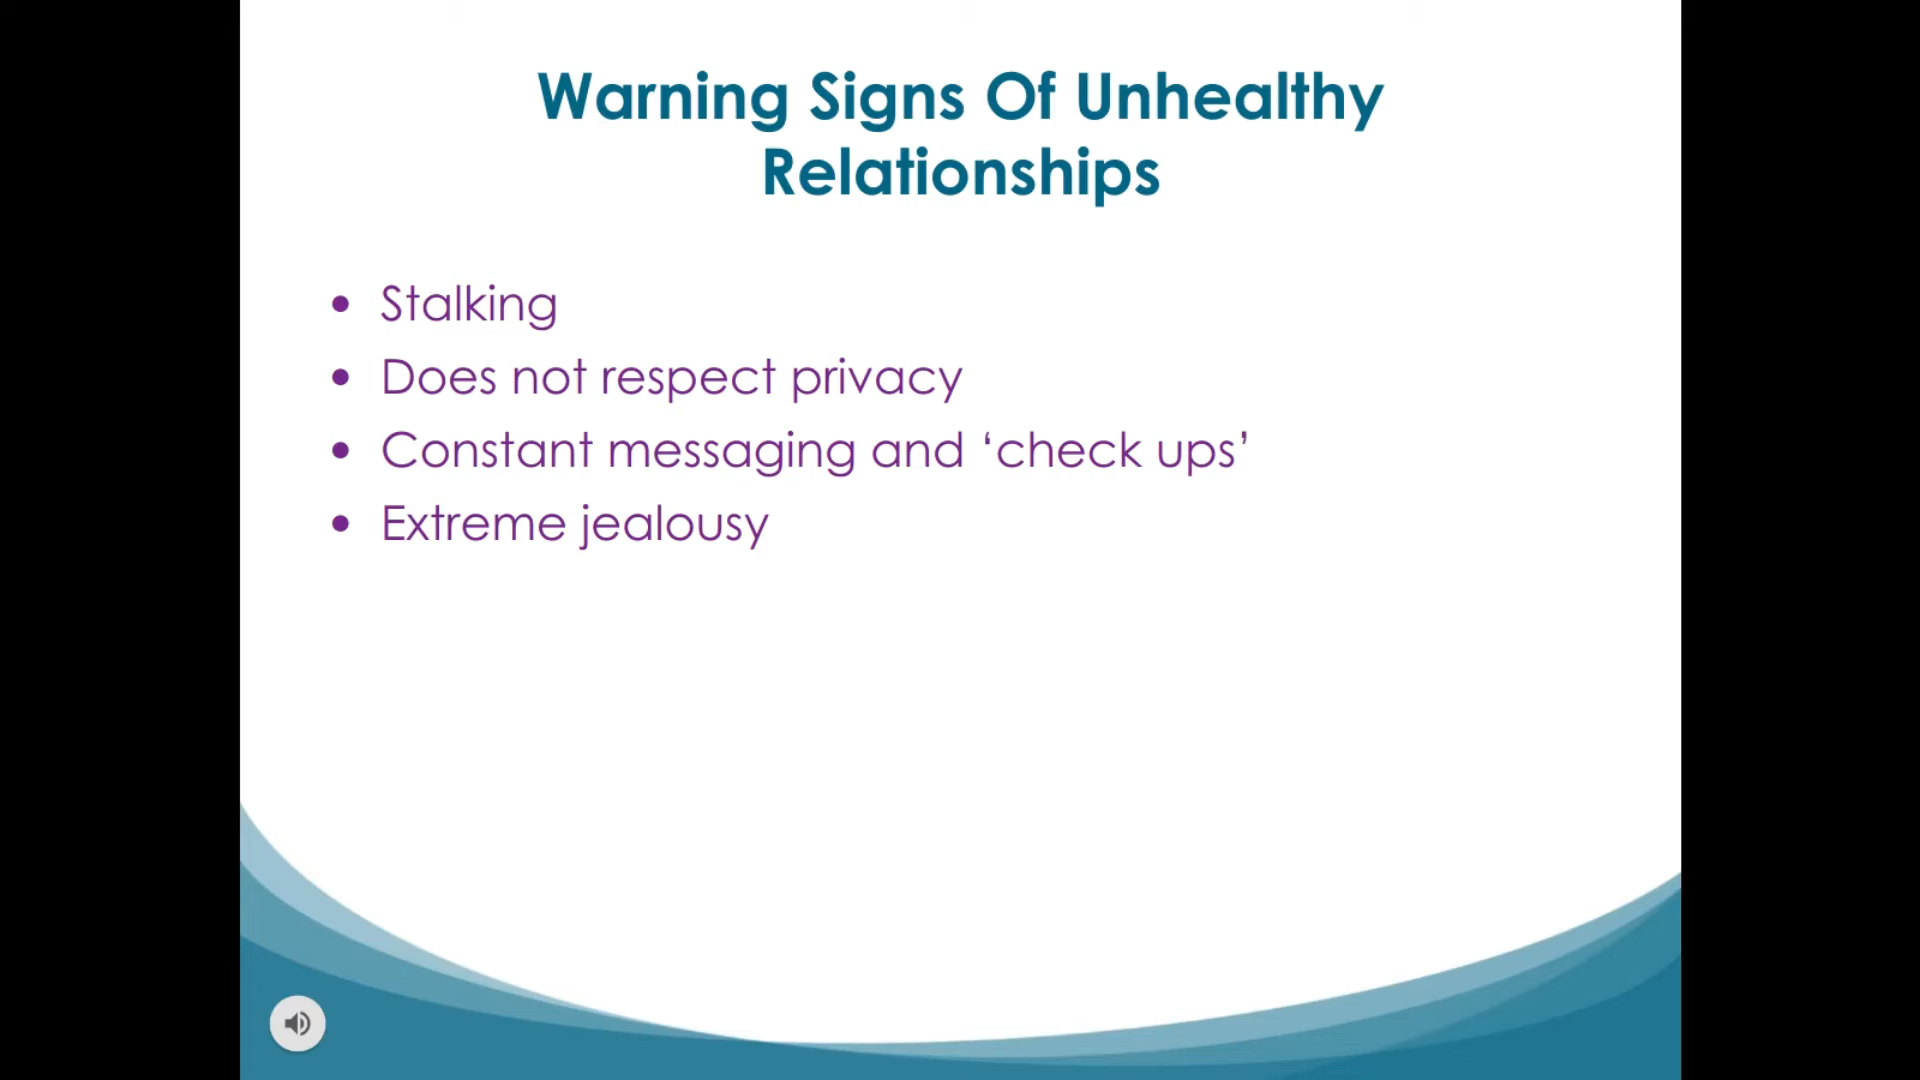 Warning Signs Of Unhealthy
Relationships
• Stalking
• Does not respect privacy
• Constant messaging and ‘check ups’
• Extreme jealousy